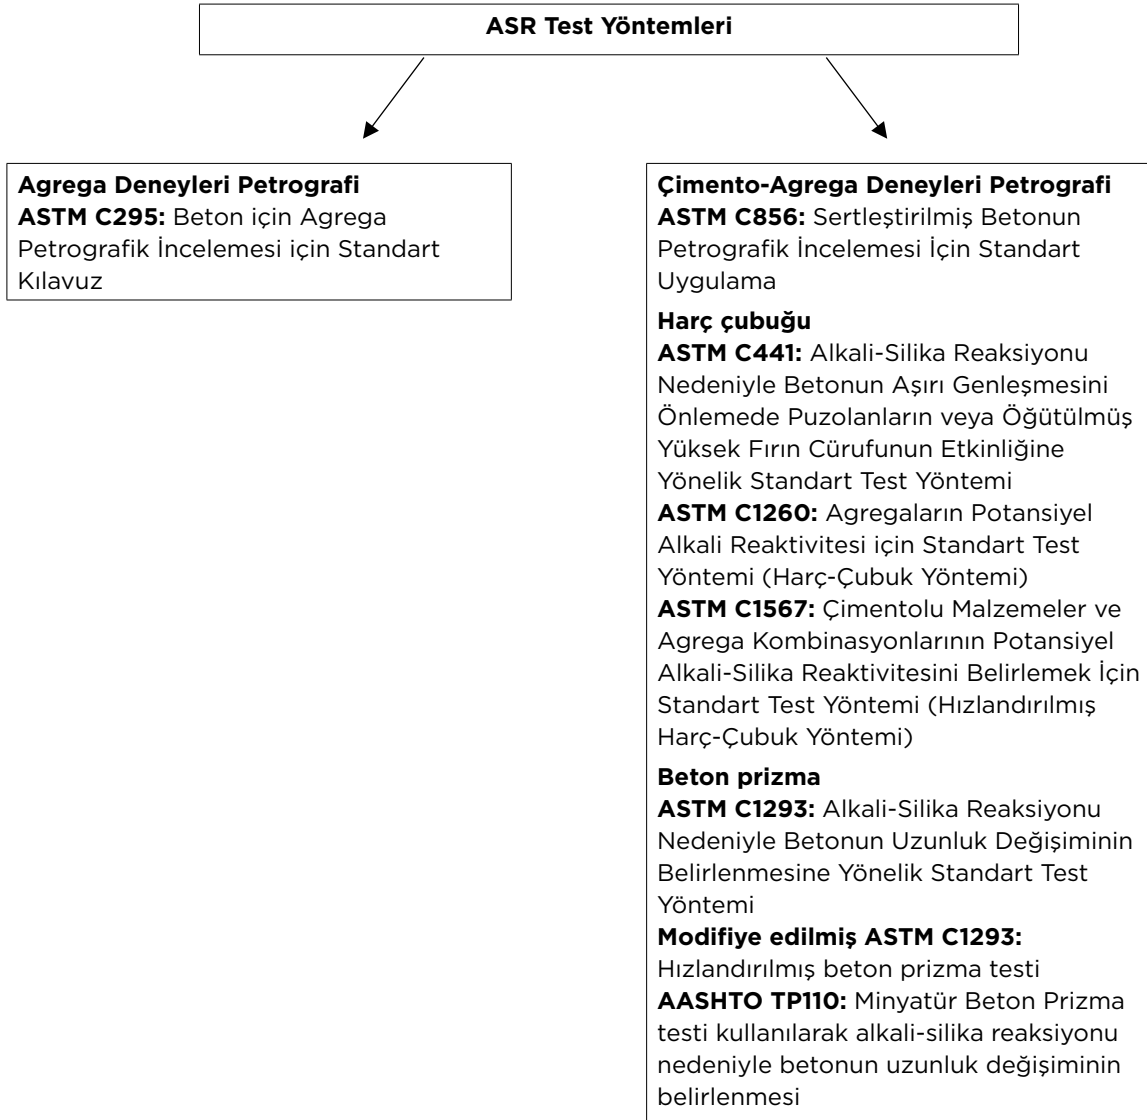 ASR Test Yöntemleri
Agrega Deneyleri Petrografi
ASTM C295: Beton için Agrega
Petrografik İncelemesi için Standart
Kılavuz
Çimento-Agrega Deneyleri Petrografi
ASTM C856: Sertleştirilmiş Betonun
Petrografik İncelemesi İçin Standart
Uygulama
Harç çubuğu
ASTM C441: Alkali-Silika Reaksiyonu
Nedeniyle Betonun Aşırı Genleşmesini
Önlemede Puzolanların veya Öğütülmüş
Yüksek Fırın Cürufunun Etkinliğine
Yönelik Standart Test Yöntemi
ASTM C1260: Agregaların Potansiyel
Alkali Reaktivitesi için Standart Test
Yöntemi (Harç-Çubuk Yöntemi)
ASTM C1567: Çimentolu Malzemeler ve
Agrega Kombinasyonlarının Potansiyel
Alkali-Silika Reaktivitesini Belirlemek İçin
Standart Test Yöntemi (Hızlandırılmış
Harç-Çubuk Yöntemi)
Beton prizma
ASTM C1293: Alkali-Silika Reaksiyonu
Nedeniyle Betonun Uzunluk Değişiminin
Belirlenmesine Yönelik Standart Test
Yöntemi
Modifiye edilmiş ASTM C1293:
Hızlandırılmış beton prizma testi
AASHTO TP110: Minyatür Beton Prizma
testi kullanılarak alkali-silika reaksiyonu
nedeniyle betonun uzunluk değişiminin
belirlenmesi